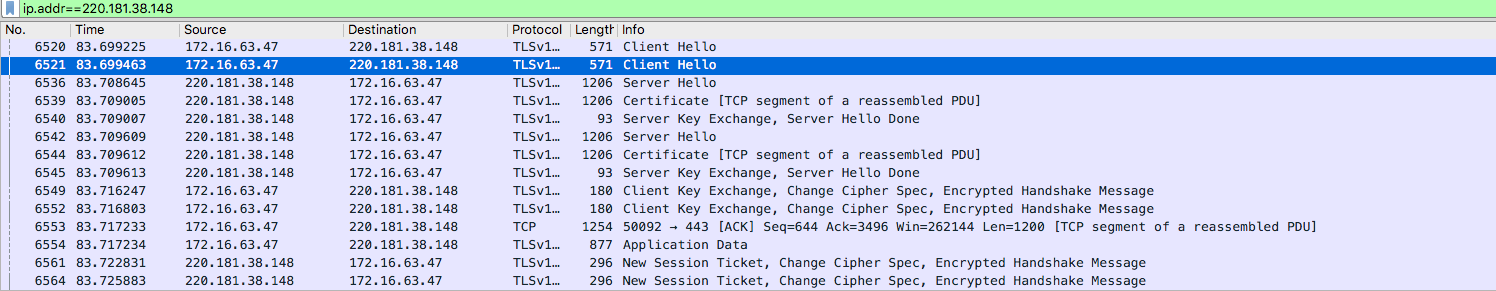 ip.addr==220.181.38.148
No. Time Source Destination Protocol Length Info
6520 83.699225 172.16.63.47 220.181.38.148 TLSv1… 571 Client Hello
6521 83.699463 172.16.63.47 220.181.38.148 TLSv1… 571 Client Hello
6536 83.708645 220.181.38.148 172.16.63.47 TLSv1… 1206 Server Hello
6539 83.709005 220.181.38.148 172.16.63.47 TLSv1… 1206 Certificate [TCP segment of a reassembled PDU]
6540 83.709007 220.181.38.148 172.16.63.47 TLSv1… 93 Server Key Exchange, Server Hello Done
6542 83.709609 220.181.38.148 172.16.63.47 TLSv1… 1206 Server Hello
6544 83.709612 220.181.38.148 172.16.63.47 TLSv1… 1206 Certificate [TCP segment of a reassembled PDU]
6545 83.709613 220.181.38.148 172.16.63.47 TLSv1… 93 Server Key Exchange, Server Hello Done
6549 83.716247 172.16.63.47 220.181.38.148 TLSv1… 180 Client Key Exchange, Change Cipher Spec, Encrypted Handshake Message
6552 83.716803 172.16.63.47 220.181.38.148 TLSv1… 180 Client Key Exchange, Change Cipher Spec, Encrypted Handshake Message
6553 83.717233 172.16.63.47 220.181.38.148 TCP 1254 50092 → 443 [ACK] Seq=644 Ack=3496 Win=262144 Len=1200 [TCP segment of a reassembled PDU]
6554 83.717234 172.16.63.47 220.181.38.148 TLSv1… 877 Application Data
6561 83.722831 220.181.38.148 172.16.63.47 TLSv1… 296 New Session Ticket, Change Cipher Spec, Encrypted Handshake Message
6564 83.725883 220.181.38.148 172.16.63.47 TLSv1… 296 New Session Ticket, Change Cipher Spec, Encrypted Handshake Message